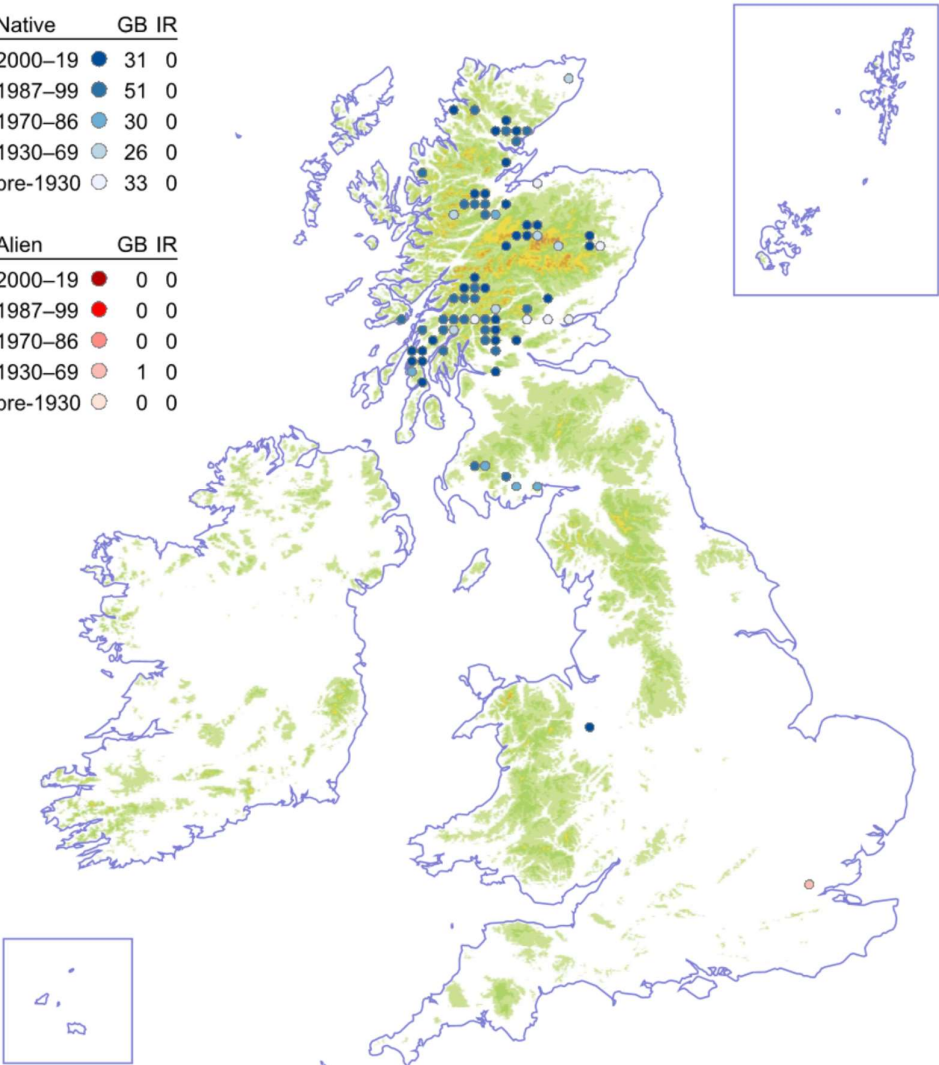 Native GB IR
2000–19 31 0
1987–99 51 0
1970–86 30 0
1930–69 26 0
pre-1930 33 0
Alien GB IR
2000–19 0 0
1987–99 0 0
1970–86 0 0
1930–69 1 0
pre-1930 0 0